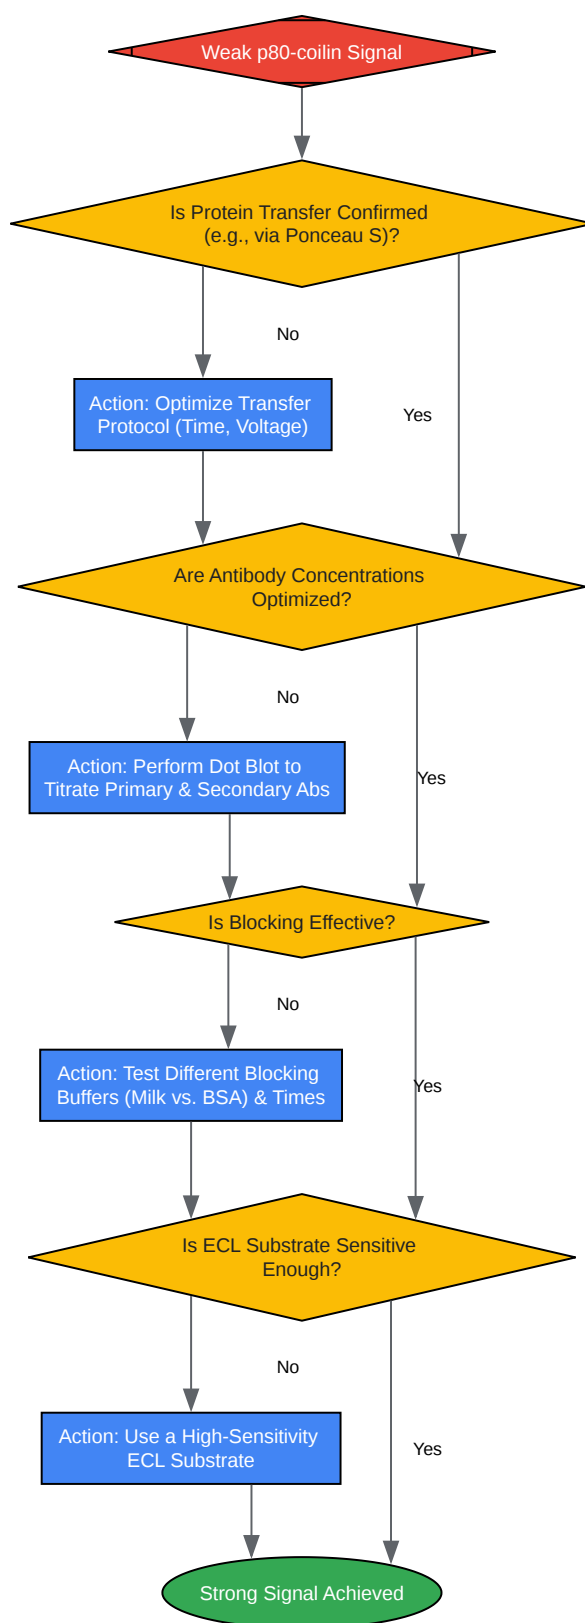 Weak p80-coilin Signal
Is Protein Transfer Confirmed
(e.g., via Ponceau S)?
No
Action: Optimize Transfer
Protocol (Time, Voltage)
Yes
Are Antibody Concentrations
Optimized?
No
Action: Perform Dot Blot to
Titrate Primary & Secondary Abs
Yes
Is Blocking Effective?
No
Action: Test Different Blocking
Buffers (Milk vs. BSA) & Times
Yes
Is ECL Substrate Sensitive
Enough?
No
Action: Use a High-Sensitivity
ECL Substrate
Yes
Strong Signal Achieved